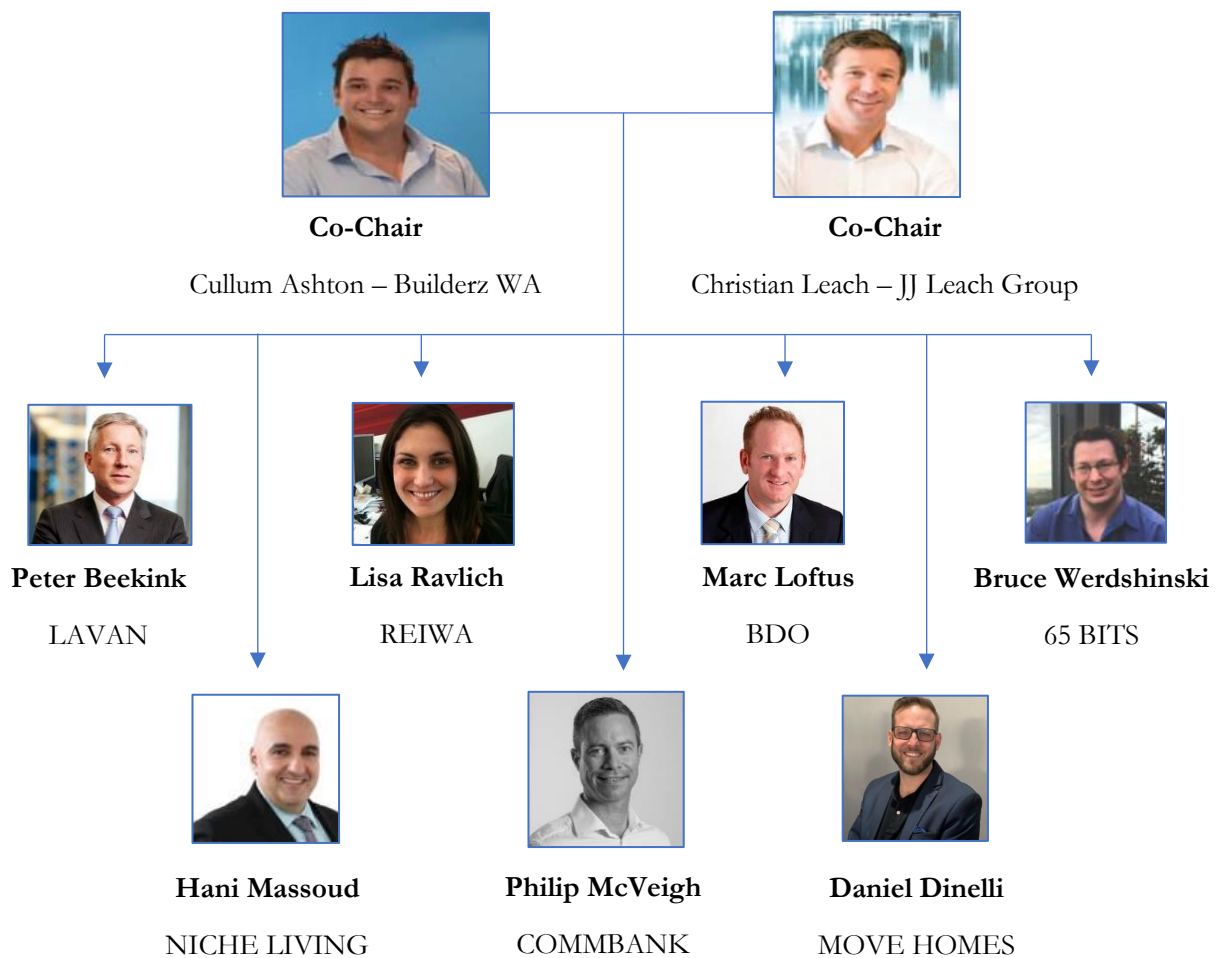 Co-Chair
Co-Chair
Cullum Ashton – Builderz WA
Christian Leach – JJ Leach Group
Peter Beekink
Lisa Ravlich
Marc Loftus
Bruce Werdshinski
LAVAN
REIWA
BDO
65 BITS
Hani Massoud
Philip McVeigh
Daniel Dinelli
NICHE LIVING
COMMBANK
MOVE HOMES